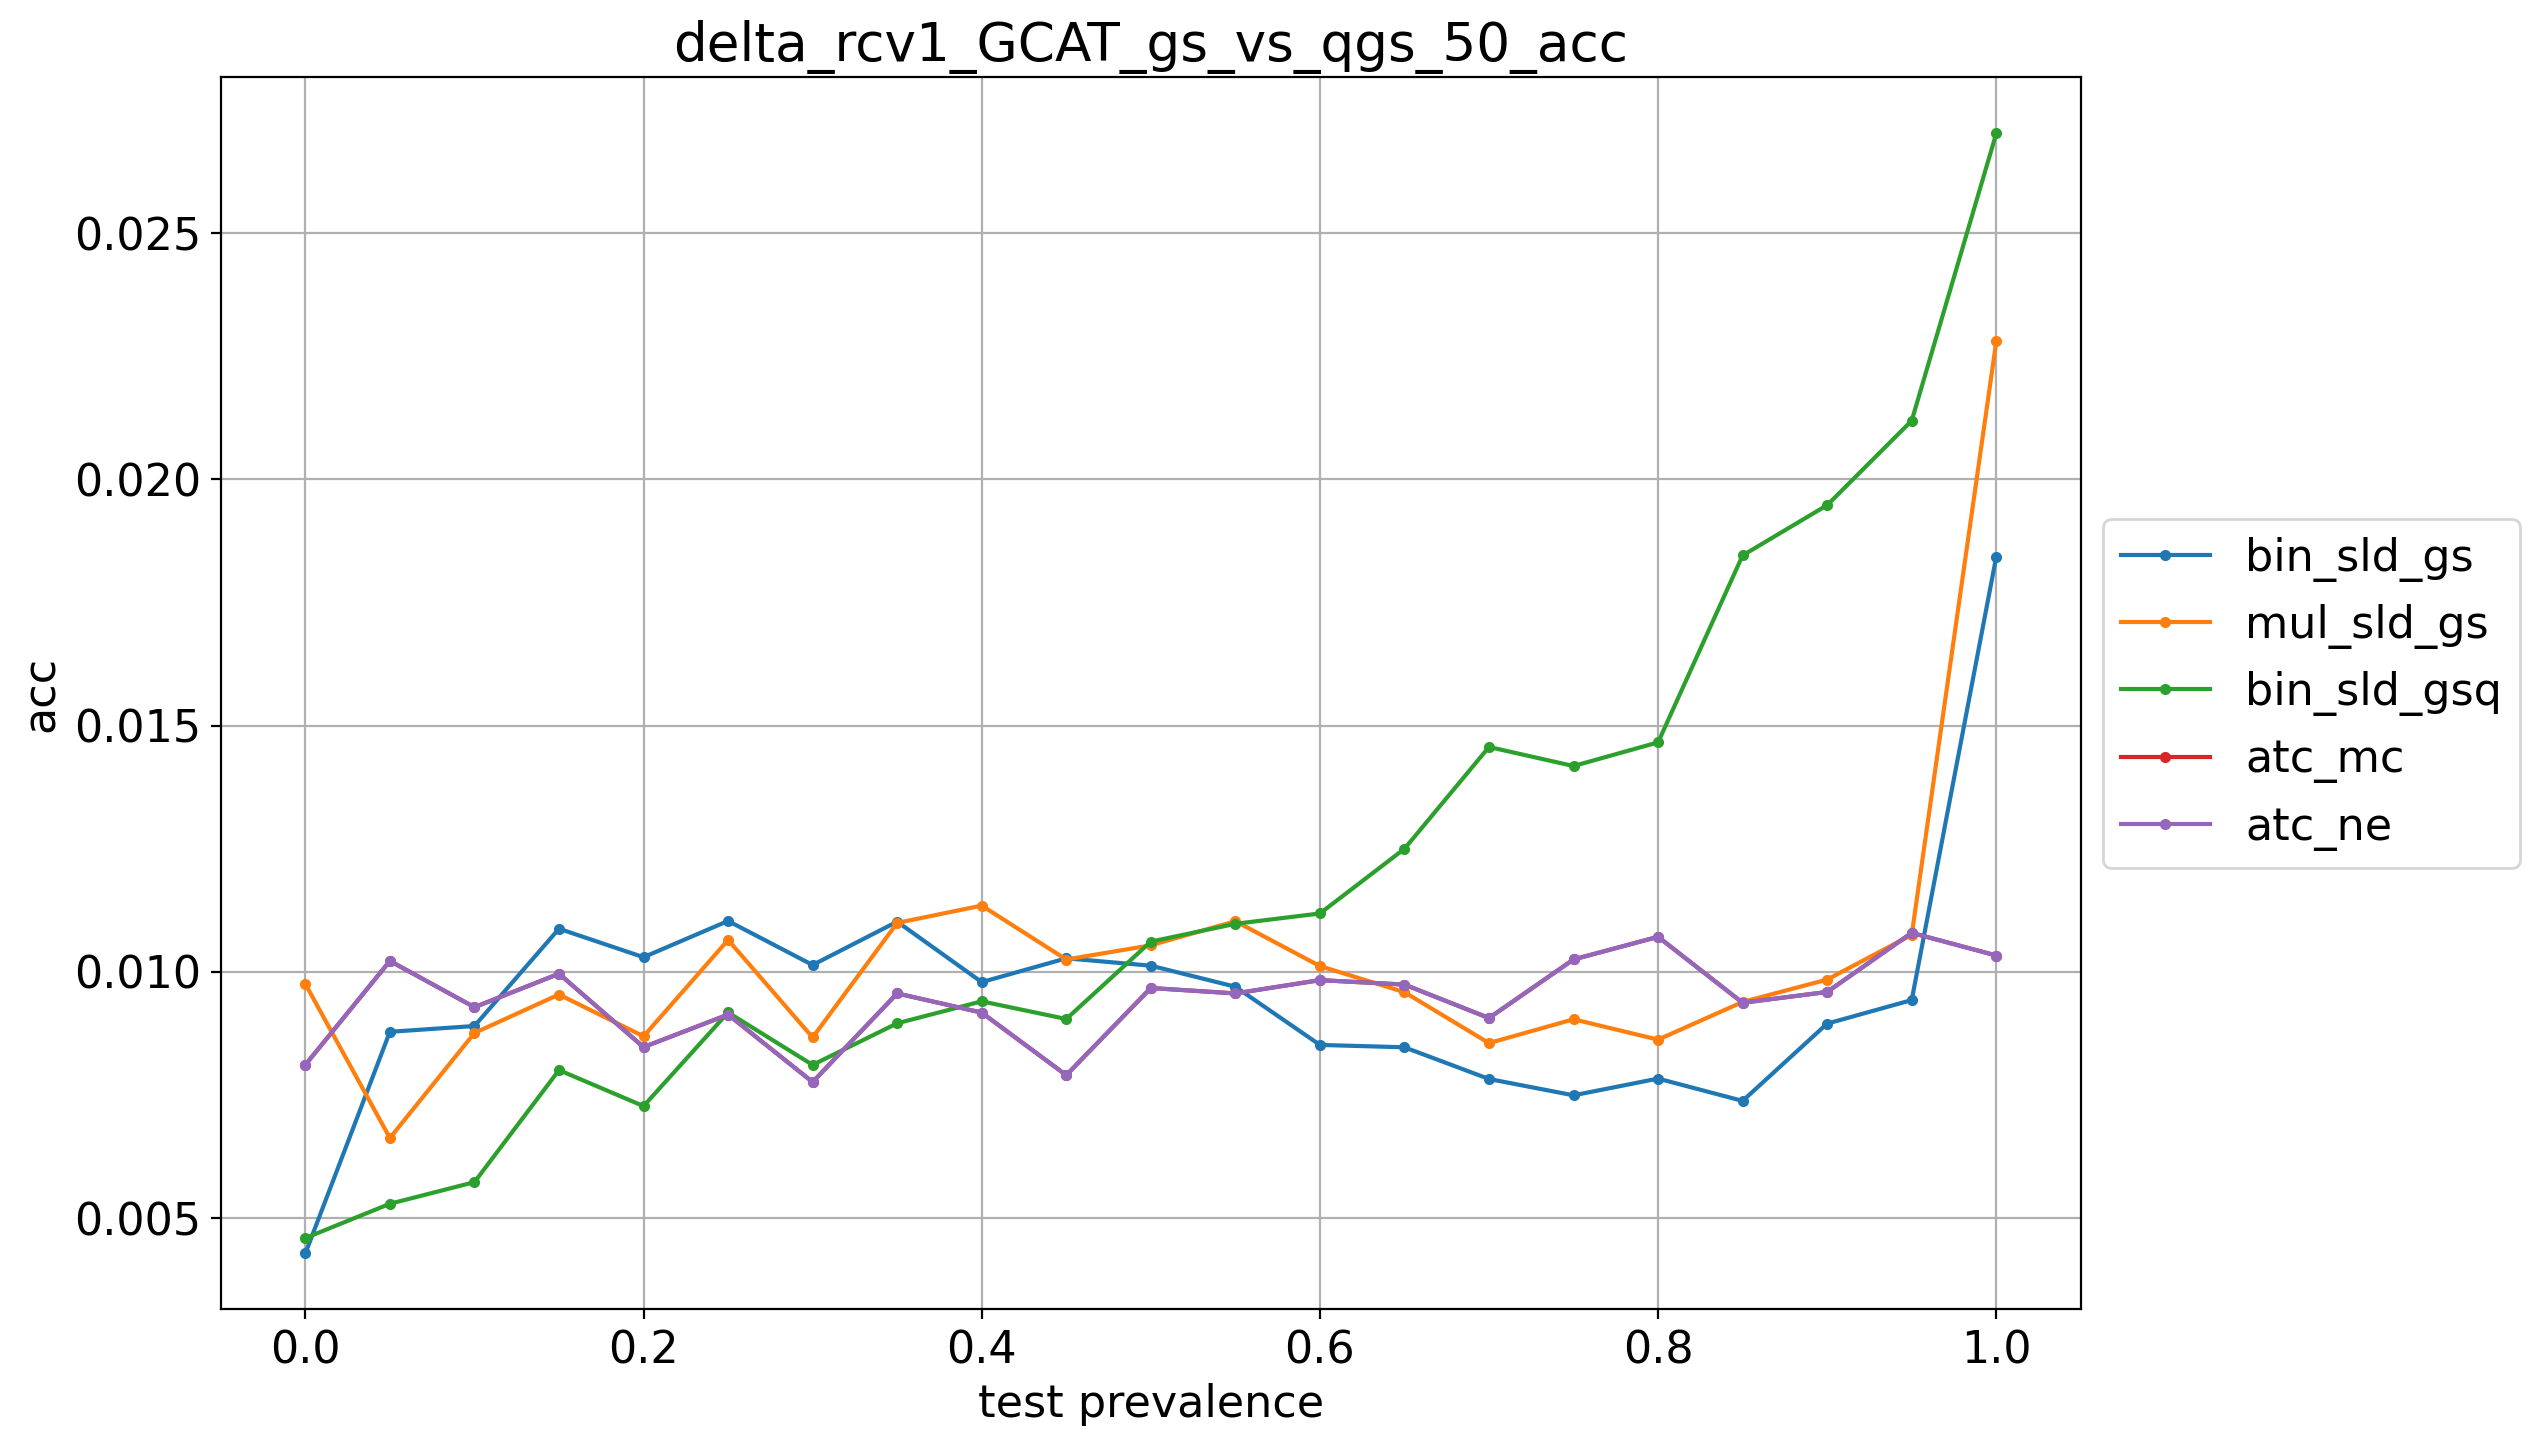 delta_rcv1_GCAT_gs_vs_qgs_50_acc
0.025
0.020
0.015
0.010
0.005
acc
0.0 0.2 0.4 0.6 0.8 1.0
test prevalence
bin_sld_gs
mul_sld_gs
bin_sld_gsq
atc_mc
atc_ne